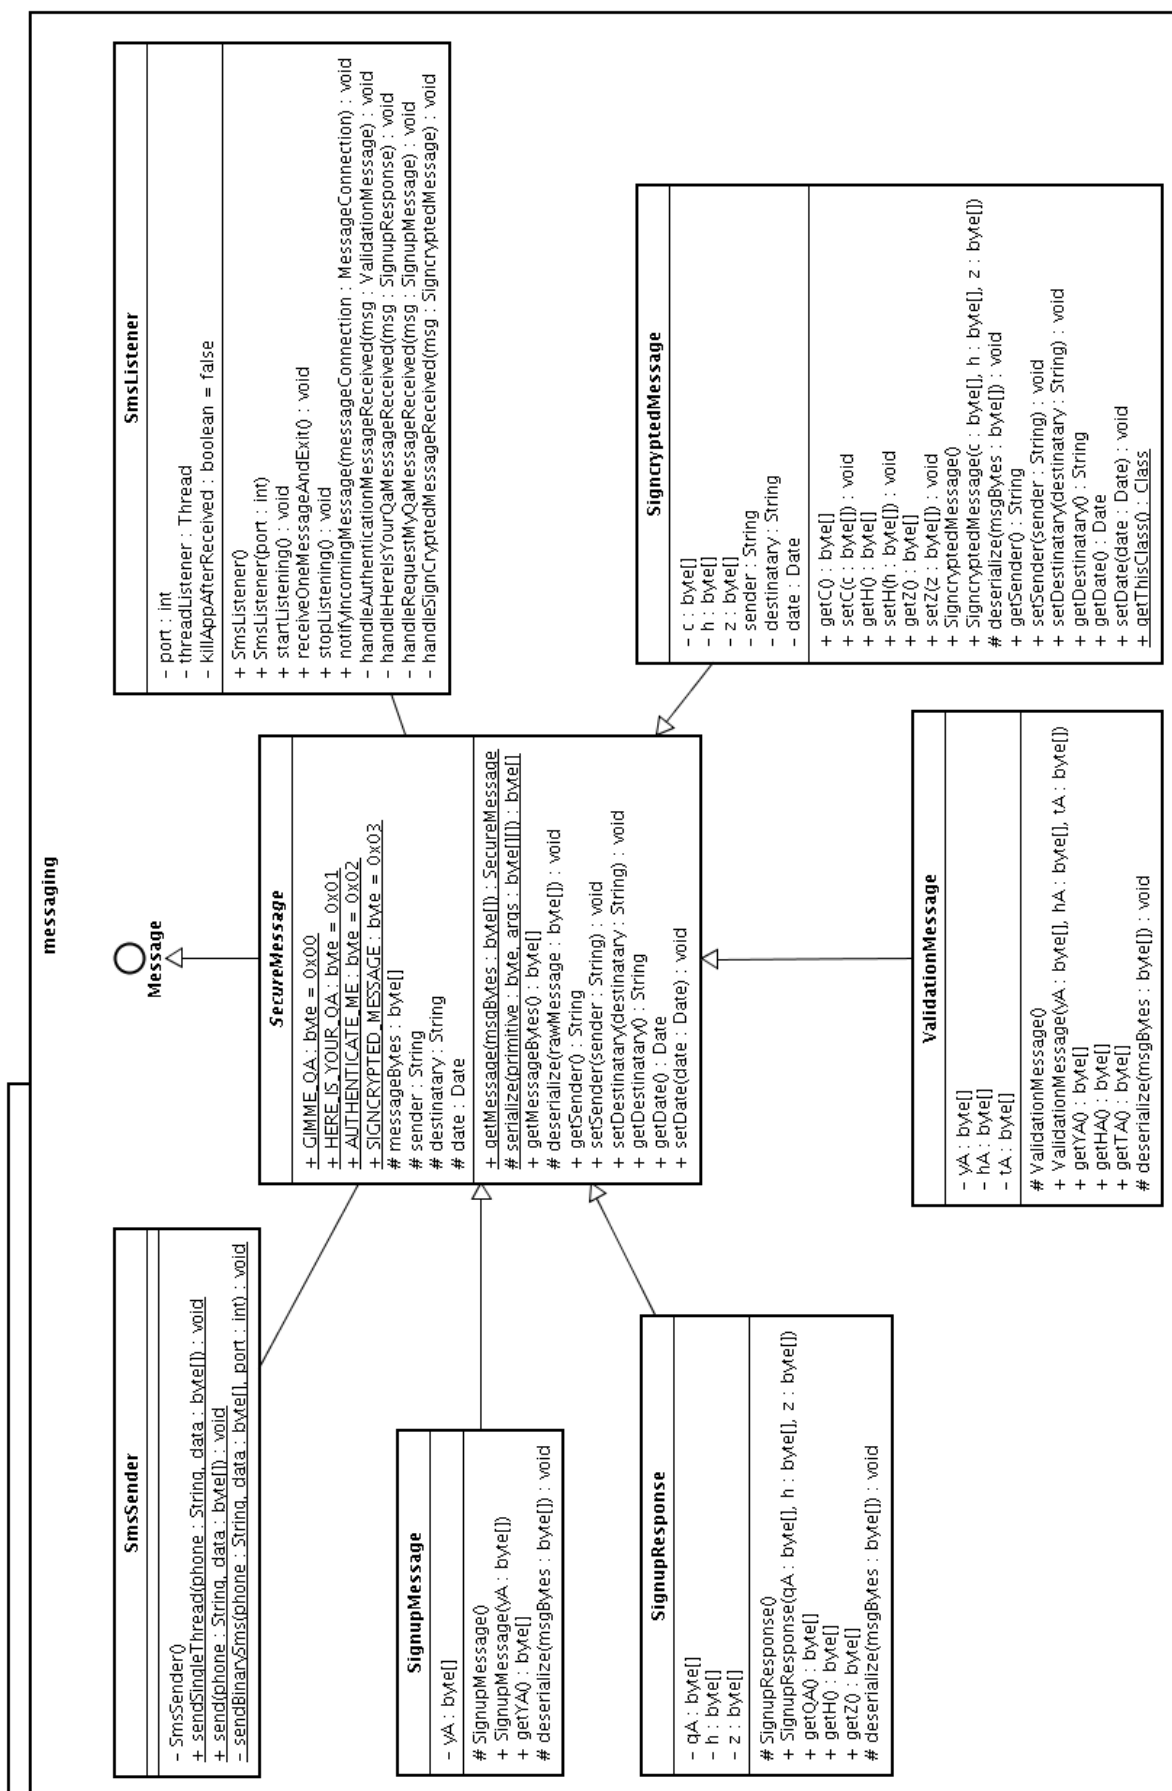 messaging
Message
SmsSender
- SmsSender()
+ sendSingleThread(phone : String, data : byte[]) : void
+ send(phone : String, data : byte[]) : void
- sendBinarySms(phone : String, data : byte[], port : int) : void
SecureMessage
+ GIMME_QA : byte = 0x00
+ HERE_IS_YOUR_QA : byte = 0x01
+ AUTHENTICATE_ME : byte = 0x02
+ SIGNCRYPTED_MESSAGE : byte = 0x03
# messageBytes : byte[]
# sender : String
# destinatary : String
# date : Date
+ getMessage(msgBytes : byte[]) : SecureMessage
# serialize(primitive : byte, args : byte[][]) : byte[]
+ getMessageBytes() : byte[]
# deserialize(rawMessage : byte[]) : void
+ getSender() : String
+ setSender(sender : String) : void
+ setDestinatary(destinatary : String) : void
+ getDestinatary() : String
+ getDate() : Date
+ setDate(date : Date) : void
SmsListener
- port : int
- threadListener : Thread
- killAppAfterReceived : boolean = false
+ SmsListener()
+ SmsListener(port : int)
+ startListening() : void
+ receiveOneMessageAndExit() : void
+ stopListening() : void
+ notifyIncomingMessage(messageConnection : MessageConnection) : void
- handleAuthenticationMessageReceived(msg : ValidationMessage) : void
- handleHereIsYourQaMessageReceived(msg : SignupResponse) : void
- handleRequestMyQaMessageReceived(msg : SignupMessage) : void
- handleSignCryptedMessageReceived(msg : SigncryptedMessage) : void
SignupMessage
- yA : byte[]
# SignupMessage()
+ SignupMessage(yA : byte[])
+ getYA() : byte[]
# deserialize(msgBytes : byte[]) : void
SignupResponse
- qA : byte[]
- h : byte[]
- z : byte[]
# SignupResponse()
+ SignupResponse(qA : byte[], h : byte[], z : byte[])
+ getQA() : byte[]
+ getH() : byte[]
+ getZ() : byte[]
# deserialize(msgBytes : byte[]) : void
ValidationMessage
- yA : byte[]
- hA : byte[]
- tA : byte[]
# ValidationMessage()
+ ValidationMessage(yA : byte[], hA : byte[], tA : byte[])
+ getYA() : byte[]
+ getHA() : byte[]
+ getTA() : byte[]
# deserialize(msgBytes : byte[]) : void
SigncryptedMessage
- c : byte[]
- h : byte[]
- z : byte[]
- sender : String
- destinatary : String
- date : Date
+ getC() : byte[]
+ setC(c : byte[]) : void
+ getH() : byte[]
+ setH(h : byte[]) : void
+ getZ() : byte[]
+ setZ(z : byte[]) : void
+ SigncryptedMessage()
+ SigncryptedMessage(c : byte[], h : byte[], z : byte[])
# deserialize(msgBytes : byte[]) : void
+ getSender() : String
+ setSender(sender : String) : void
+ setDestinatary(destinatary : String) : void
+ getDestinatary() : String
+ getDate() : Date
+ setDate(date : Date) : void
+ getThisClass() : Class